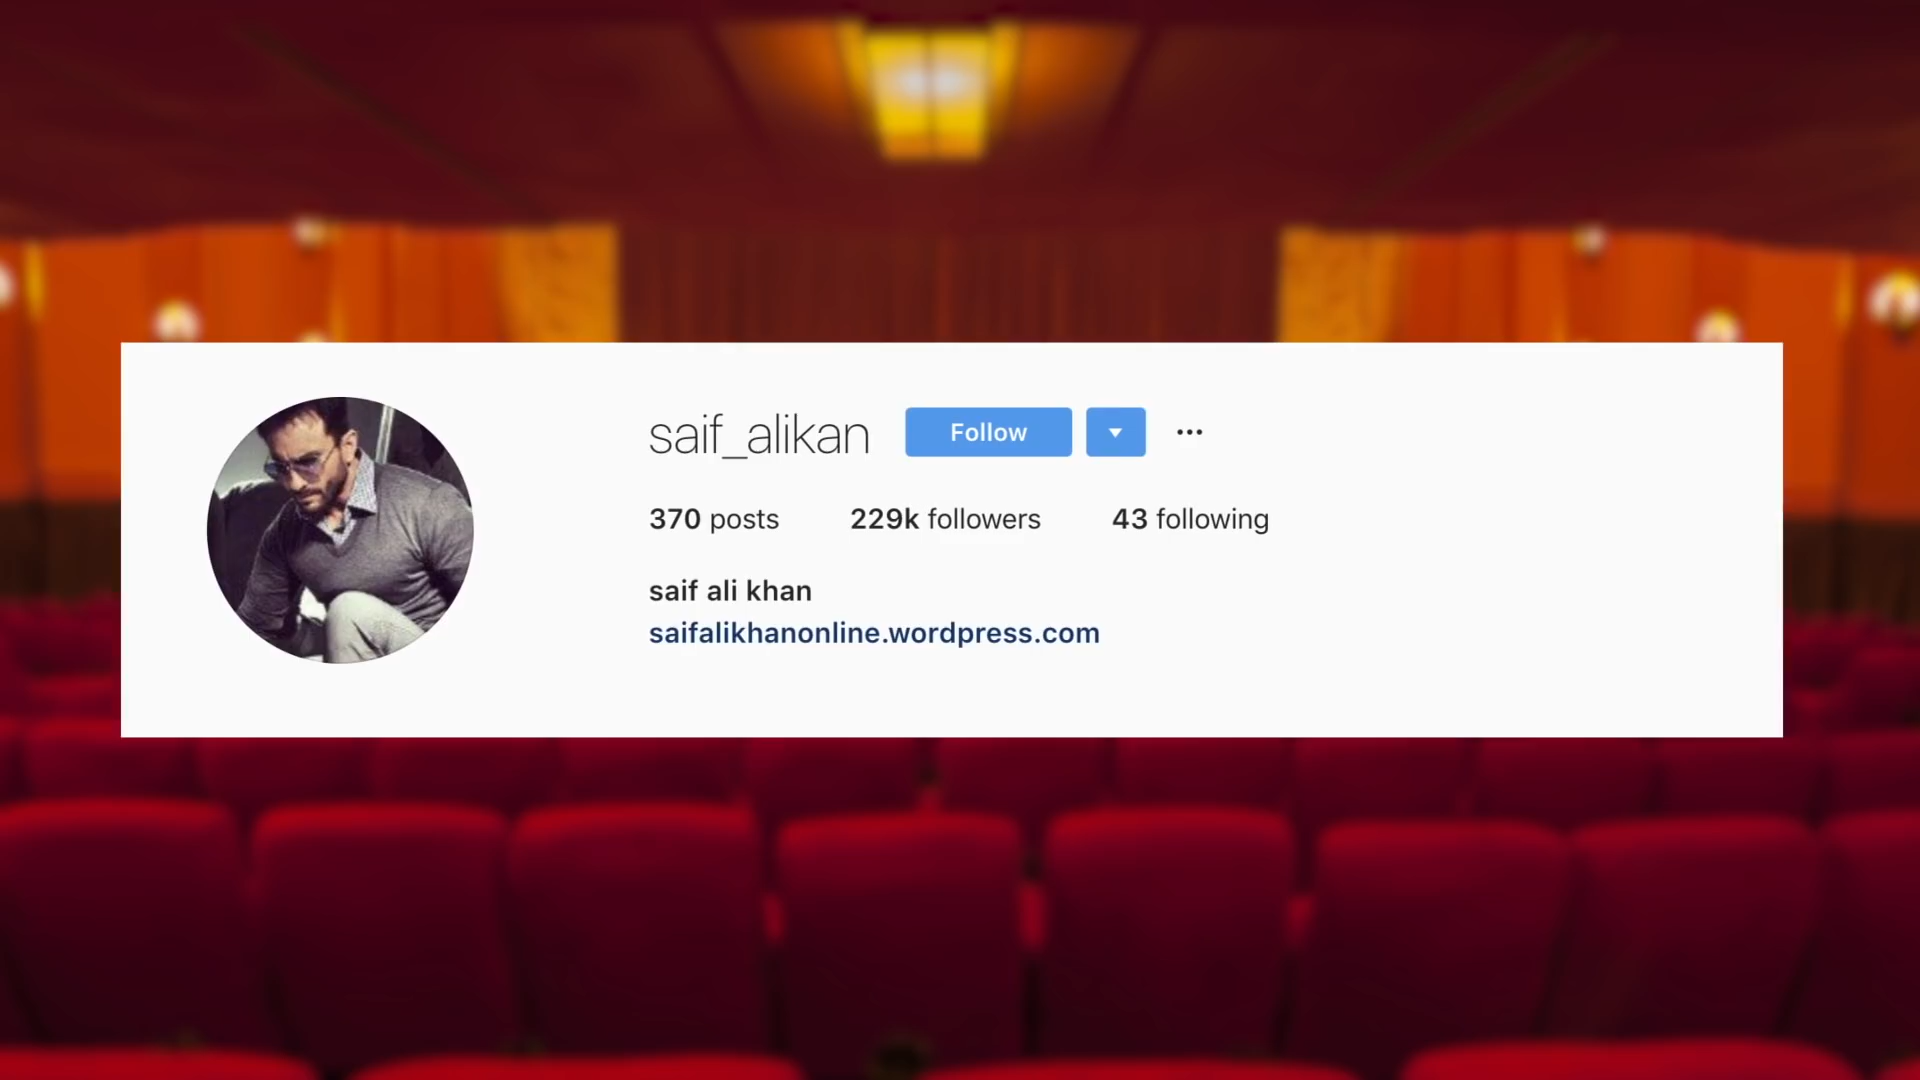 saif_alikan Follow
370 posts 229k followers 43 following
saif ali khan
saifalikhanonline.wordpress.com